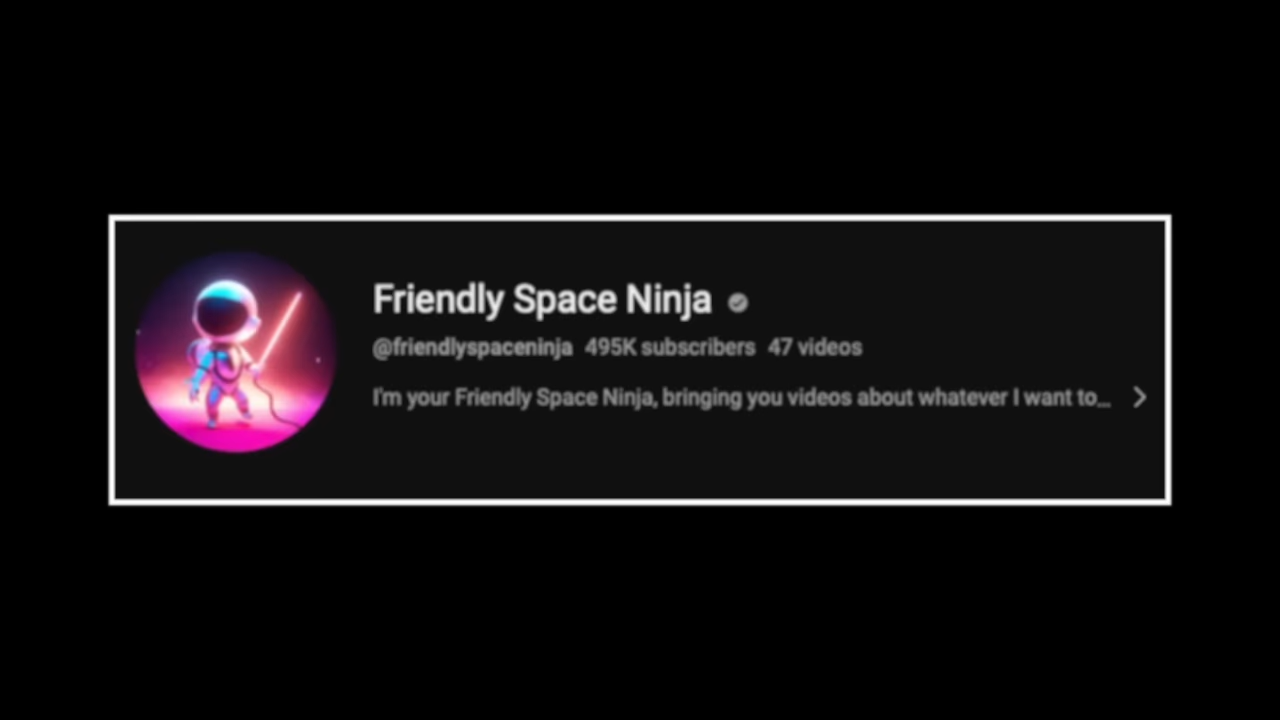 Friendly Space Ninja
@friendlyspaceninja 495K subscribers 47 videos
I'm your Friendly Space Ninja, bringing you videos about whatever I want to...